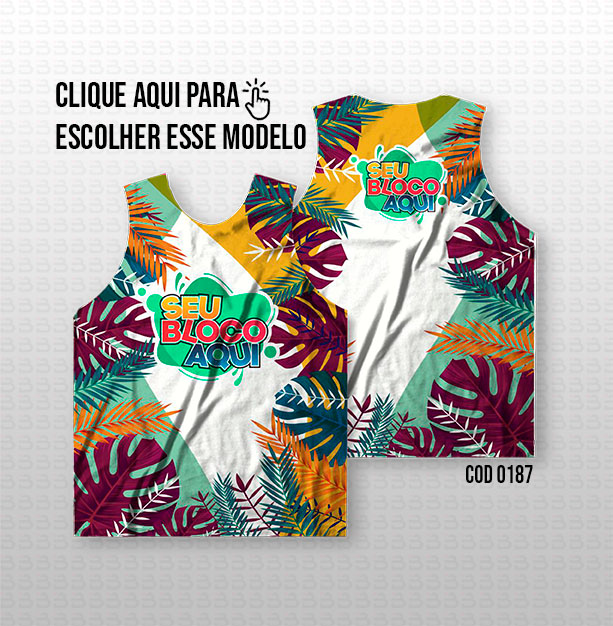 CLIQUE AQUI PARA
ESCOLHER ESSE MODELO
SEU
BLOCO
AQUI
SEU
BLOCO
AQUI
COD 0187